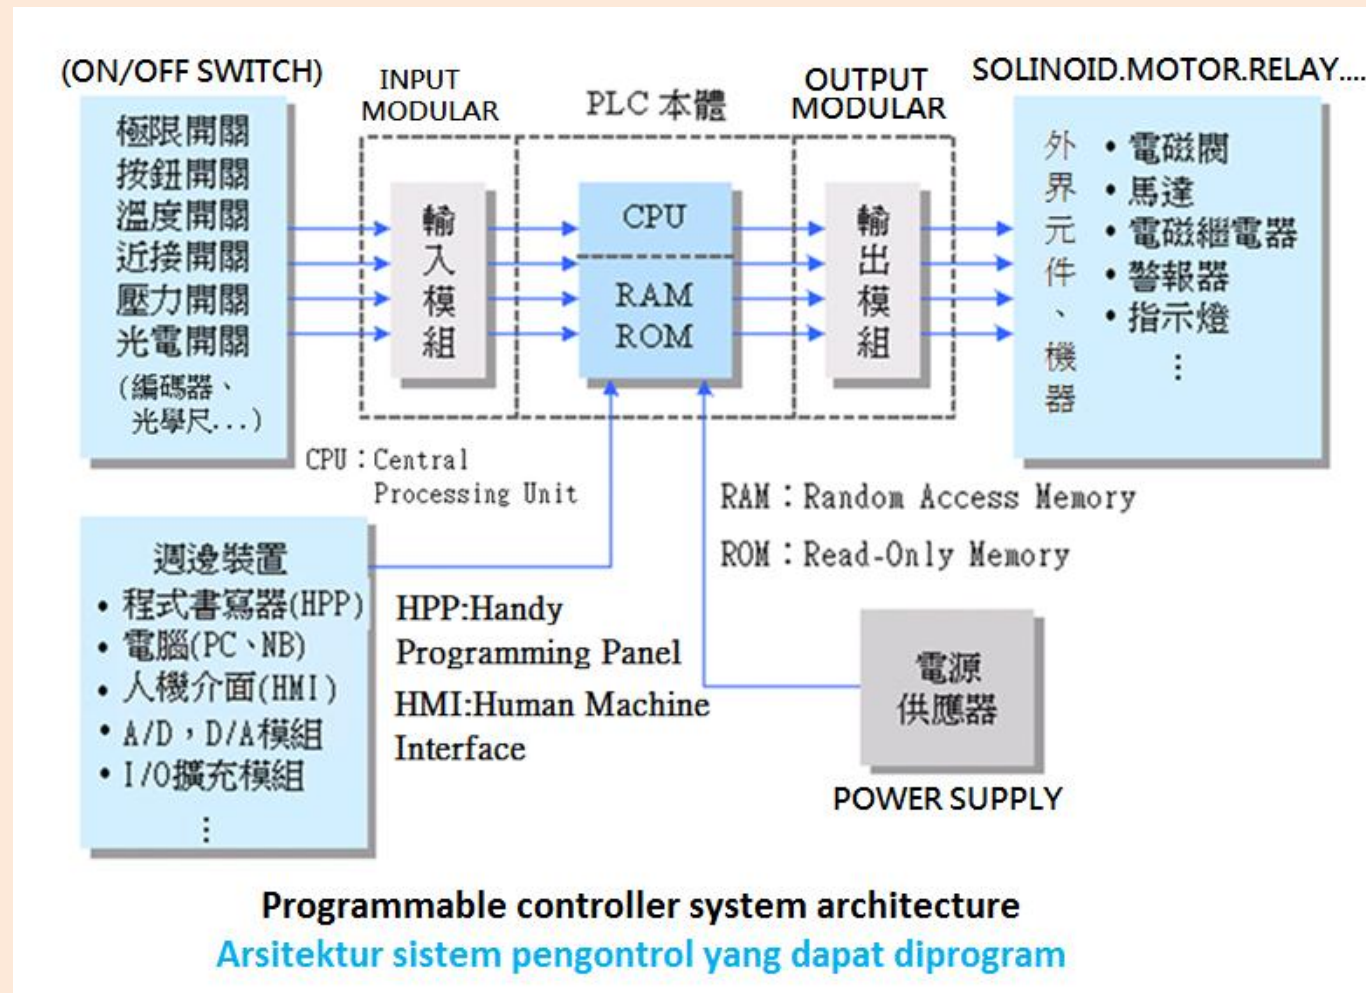 (ON/OFF SWITCH)
極限開關
按鈕開關
溫度開關
近接開關
壓力開關
光電開關
(編碼器、
光學尺...)
INPUT
MODULAR
輸入模組
PLC 本體
CPU
RAM
ROM
OUTPUT
MODULAR
輸出模組
SOLINOID.MOTOR.RELAY....
外界元件、機器
•電磁閥
•馬達
•電磁繼電器
•警報器
•指示燈
⋮
CPU：Central
Processing Unit
RAM：Random Access Memory
ROM：Read-Only Memory
週邊裝置
•程式書寫器(HPP)
•電腦(PC、NB)
•人機介面(HMI)
•A/D，D/A模組
•I/O擴充模組
⋮
HPP:Handy
Programming Panel
HMI:Human Machine
Interface
電源
供應器
POWER SUPPLY
Programmable controller system architecture
Arsitektur sistem pengontrol yang dapat diprogram